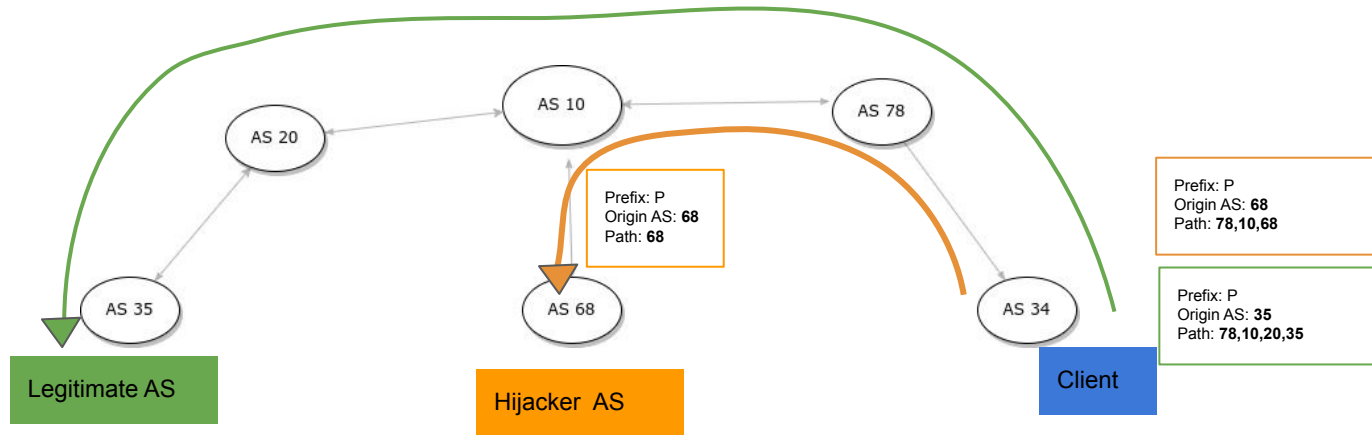 AS 10
AS 78
AS 20
Prefix: P
Origin AS: 68
Path: 78,10,68
Prefix: P
Origin AS: 68
Path: 68
AS 35
AS 68
AS 34
Prefix: P
Origin AS: 35
Path: 78,10,20,35
Legitimate AS
Hijacker AS
Client